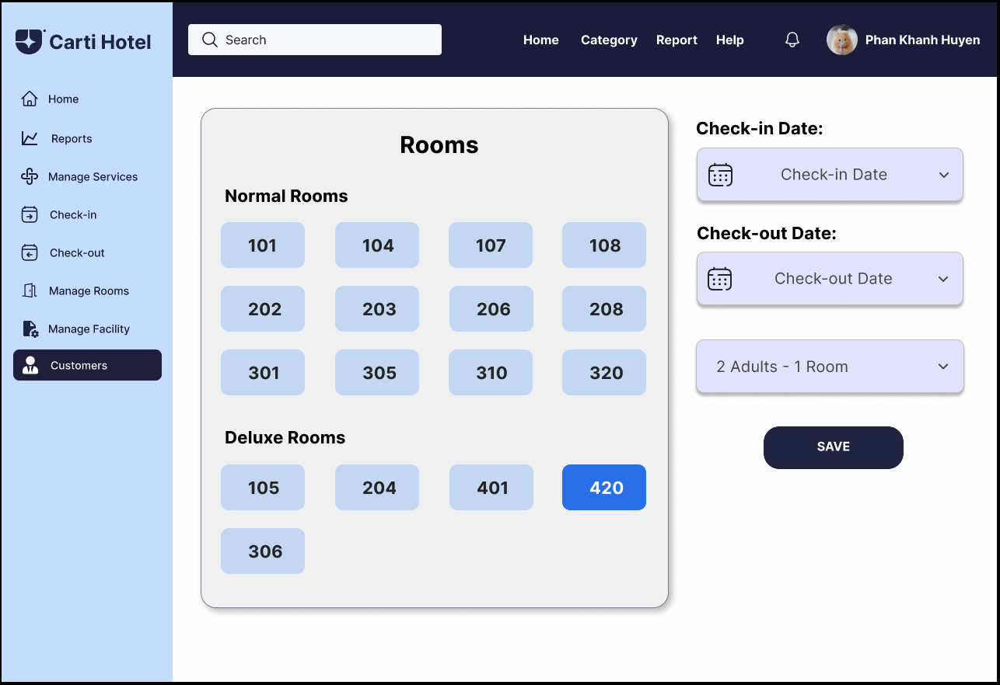 Carti Hotel
Search
Home Category Report Help Phan Khanh Huyen
Home
Reports
Manage Services
Check-in
Check-out
Manage Rooms
Manage Facility
Customers
Rooms
Normal Rooms
101 104 107 108
202 203 206 208
301 305 310 320
Deluxe Rooms
105 204 401 420
306
Check-in Date:
Check-in Date
Check-out Date:
Check-out Date
2 Adults - 1 Room
SAVE